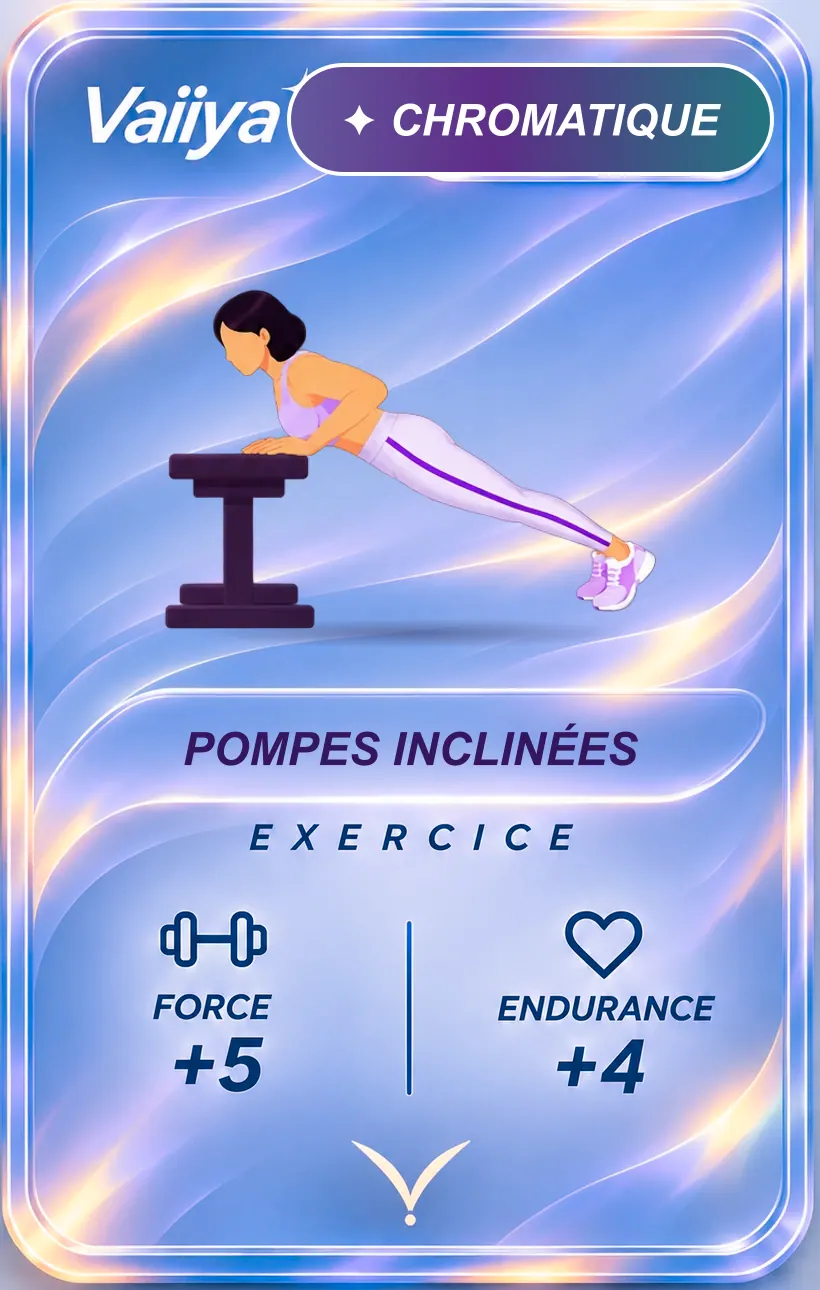 Vaiiya
✦ CHROMATIQUE
POMPES INCLINÉES
EXERCICE
FORCE
+5
ENDURANCE
+4